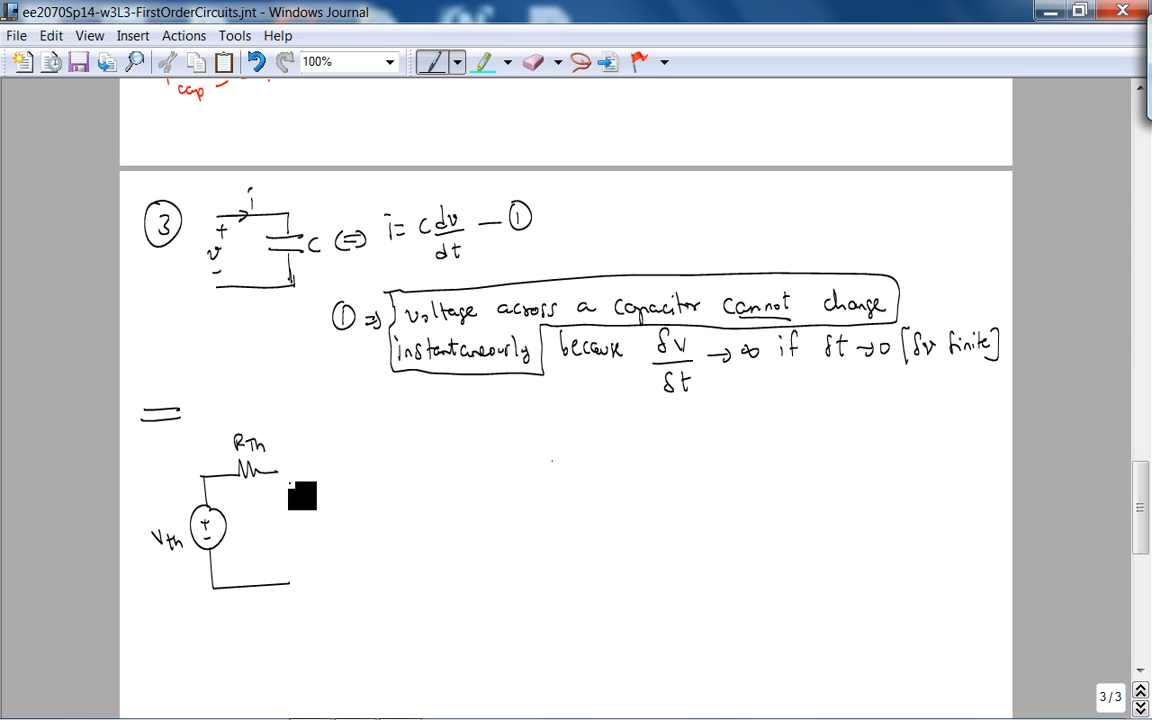 ee2070Sp14-w3L3-FirstOrderCircuits.jnt - Windows Journal
File Edit View Insert Actions Tools Help
100%
cap
3
i
+
v
-
C ⇔ i = C dv/dt — ①
① ⇒ voltage across a capacitor cannot change
instantaneously because δv/δt → ∞ if δt → 0 [δv finite]
RTh
Vth
+
-
3 / 3